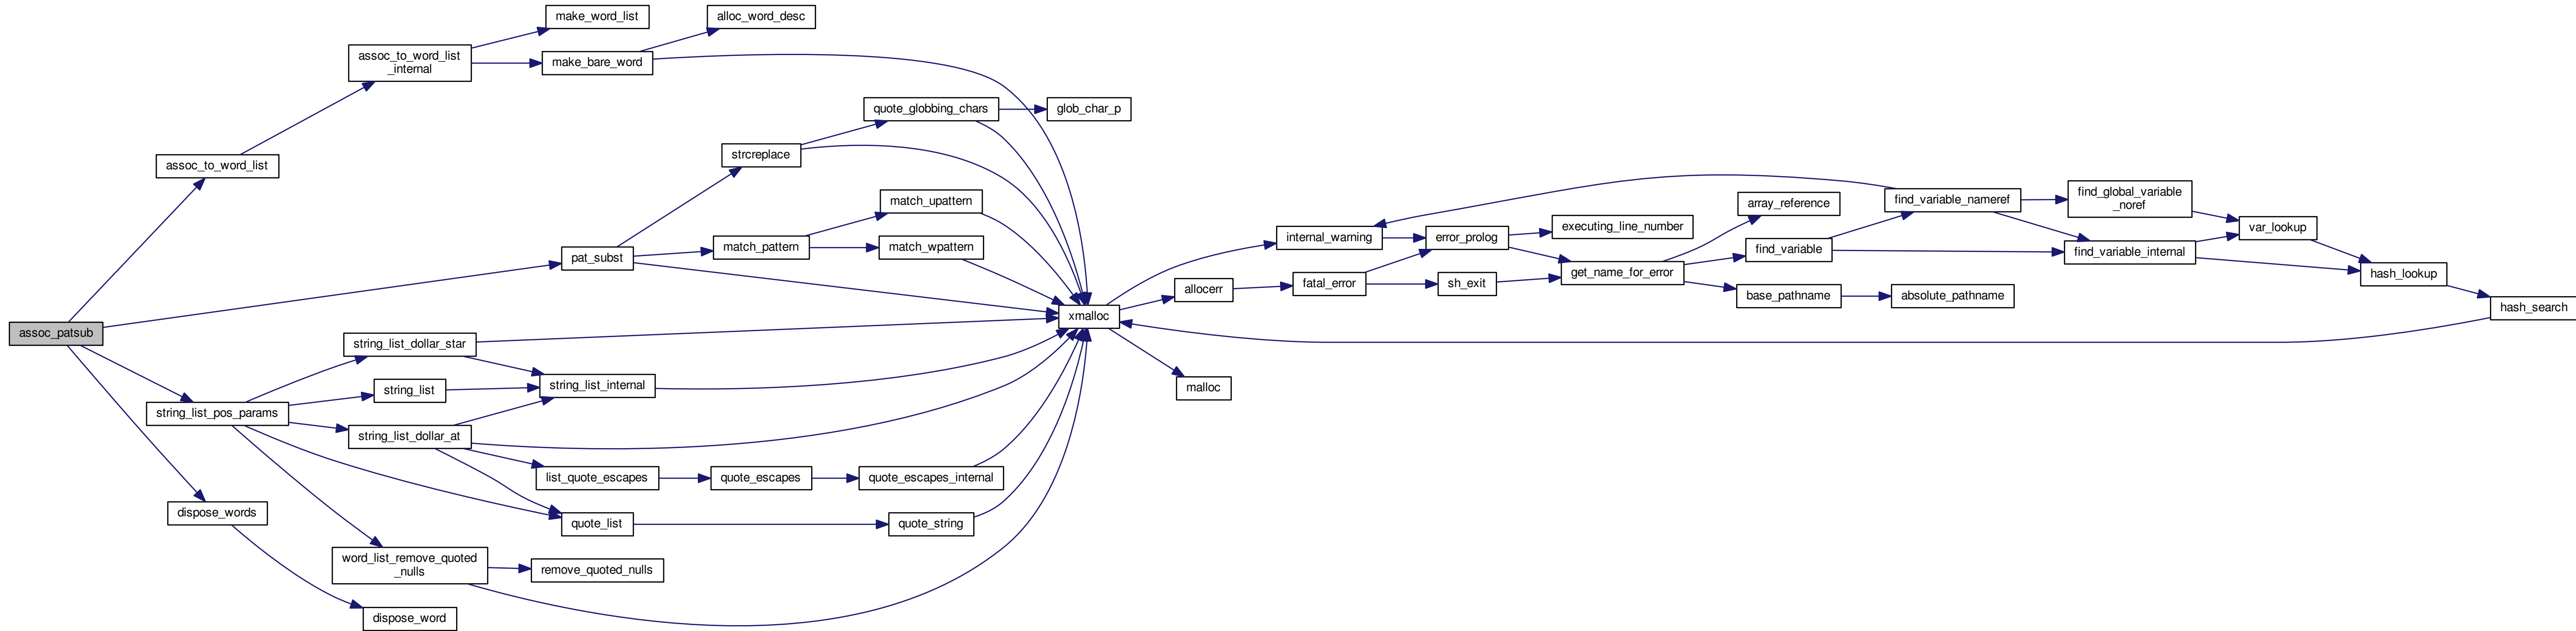 make_word_list
alloc_word_desc
assoc_to_word_list
_internal
make_bare_word
quote_globbing_chars
glob_char_p
strcreplace
assoc_to_word_list
match_upattern
match_pattern
match_wpattern
pat_subst
find_variable_nameref
find_global_variable
_noref
array_reference
executing_line_number
var_lookup
internal_warning
error_prolog
find_variable
find_variable_internal
get_name_for_error
hash_lookup
allocerr
fatal_error
sh_exit
base_pathname
absolute_pathname
hash_search
xmalloc
assoc_patsub
string_list_dollar_star
malloc
string_list
string_list_internal
string_list_pos_params
string_list_dollar_at
list_quote_escapes
quote_escapes
quote_escapes_internal
dispose_words
quote_list
quote_string
word_list_remove_quoted
_nulls
remove_quoted_nulls
dispose_word